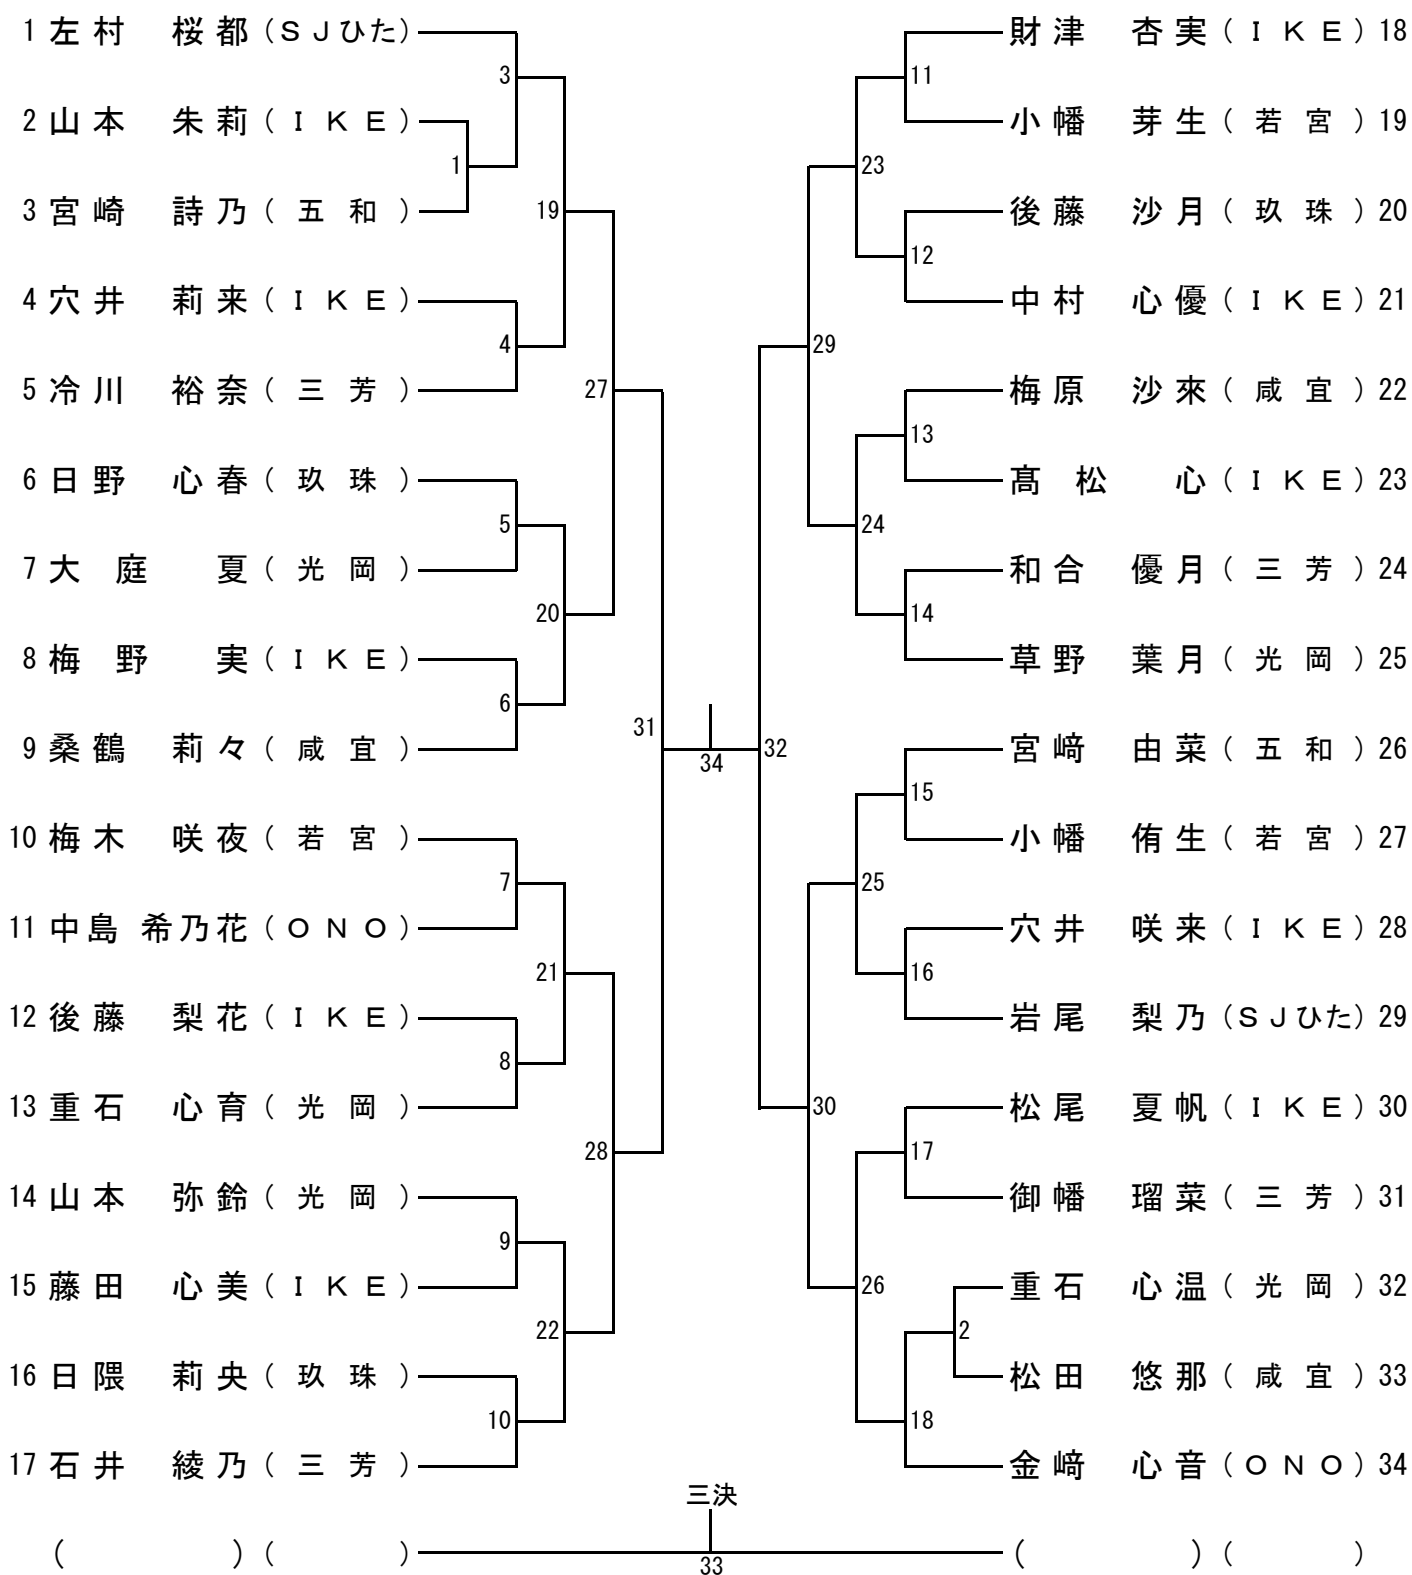 1 左村 桜都 (ＳＪひた)
2 山本 朱莉 (ＩＫＥ)
3 宮崎 詩乃 (五和)
4 穴井 莉来 (ＩＫＥ)
5 冷川 裕奈 (三芳)
6 日野 心春 (玖珠)
7 大庭 夏 (光岡)
8 梅野 実 (ＩＫＥ)
9 桑鶴 莉々 (咸宜)
10 梅木 咲夜 (若宮)
11 中島 希乃花 (ＯＮＯ)
12 後藤 梨花 (ＩＫＥ)
13 重石 心育 (光岡)
14 山本 弥鈴 (光岡)
15 藤田 心美 (ＩＫＥ)
16 日隈 莉央 (玖珠)
17 石井 綾乃 (三芳)
( ) ( )
3
1
19
4
27
5
20
6
31
7
21
8
28
9
22
10
34
三決
33
32
11
23
12
29
13
24
14
15
25
16
30
17
26
2
18
財津 杏実 (ＩＫＥ) 18
小幡 芽生 (若宮) 19
後藤 沙月 (玖珠) 20
中村 心優 (ＩＫＥ) 21
梅原 沙來 (咸宜) 22
髙松 心 (ＩＫＥ) 23
和合 優月 (三芳) 24
草野 葉月 (光岡) 25
宮﨑 由菜 (五和) 26
小幡 侑生 (若宮) 27
穴井 咲来 (ＩＫＥ) 28
岩尾 梨乃 (ＳＪひた) 29
松尾 夏帆 (ＩＫＥ) 30
御幡 瑠菜 (三芳) 31
重石 心温 (光岡) 32
松田 悠那 (咸宜) 33
金﨑 心音 (ＯＮＯ) 34
( ) ( )